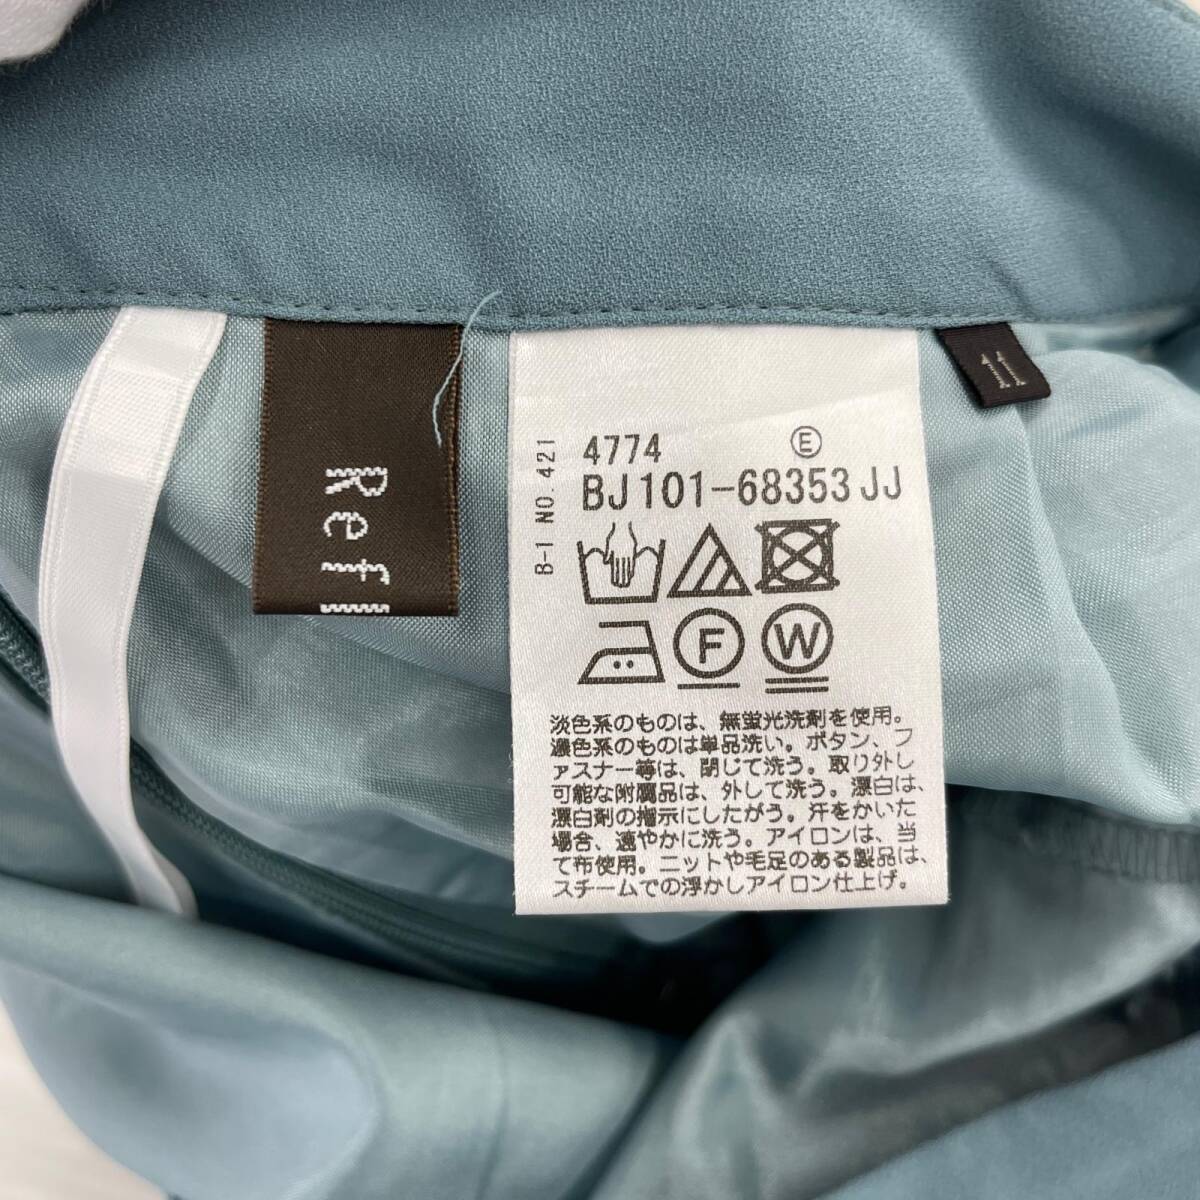 Ref
11
B-1 NO.421
4774 Ⓔ
BJ101-68353JJ
F
W
淡色系のものは、無蛍光洗剤を使用。
濃色系のものは単品洗い。ボタン、フ
ァスナー等は、閉じて洗う。取り外し
可能な附属品は、外して洗う。漂白は、
漂白剤の指示にしたがう。汗をかいた
場合、速やかに洗う。アイロンは、当
て布使用。ニットや毛足のある製品は、
スチームでの浮かしアイロン仕上げ。